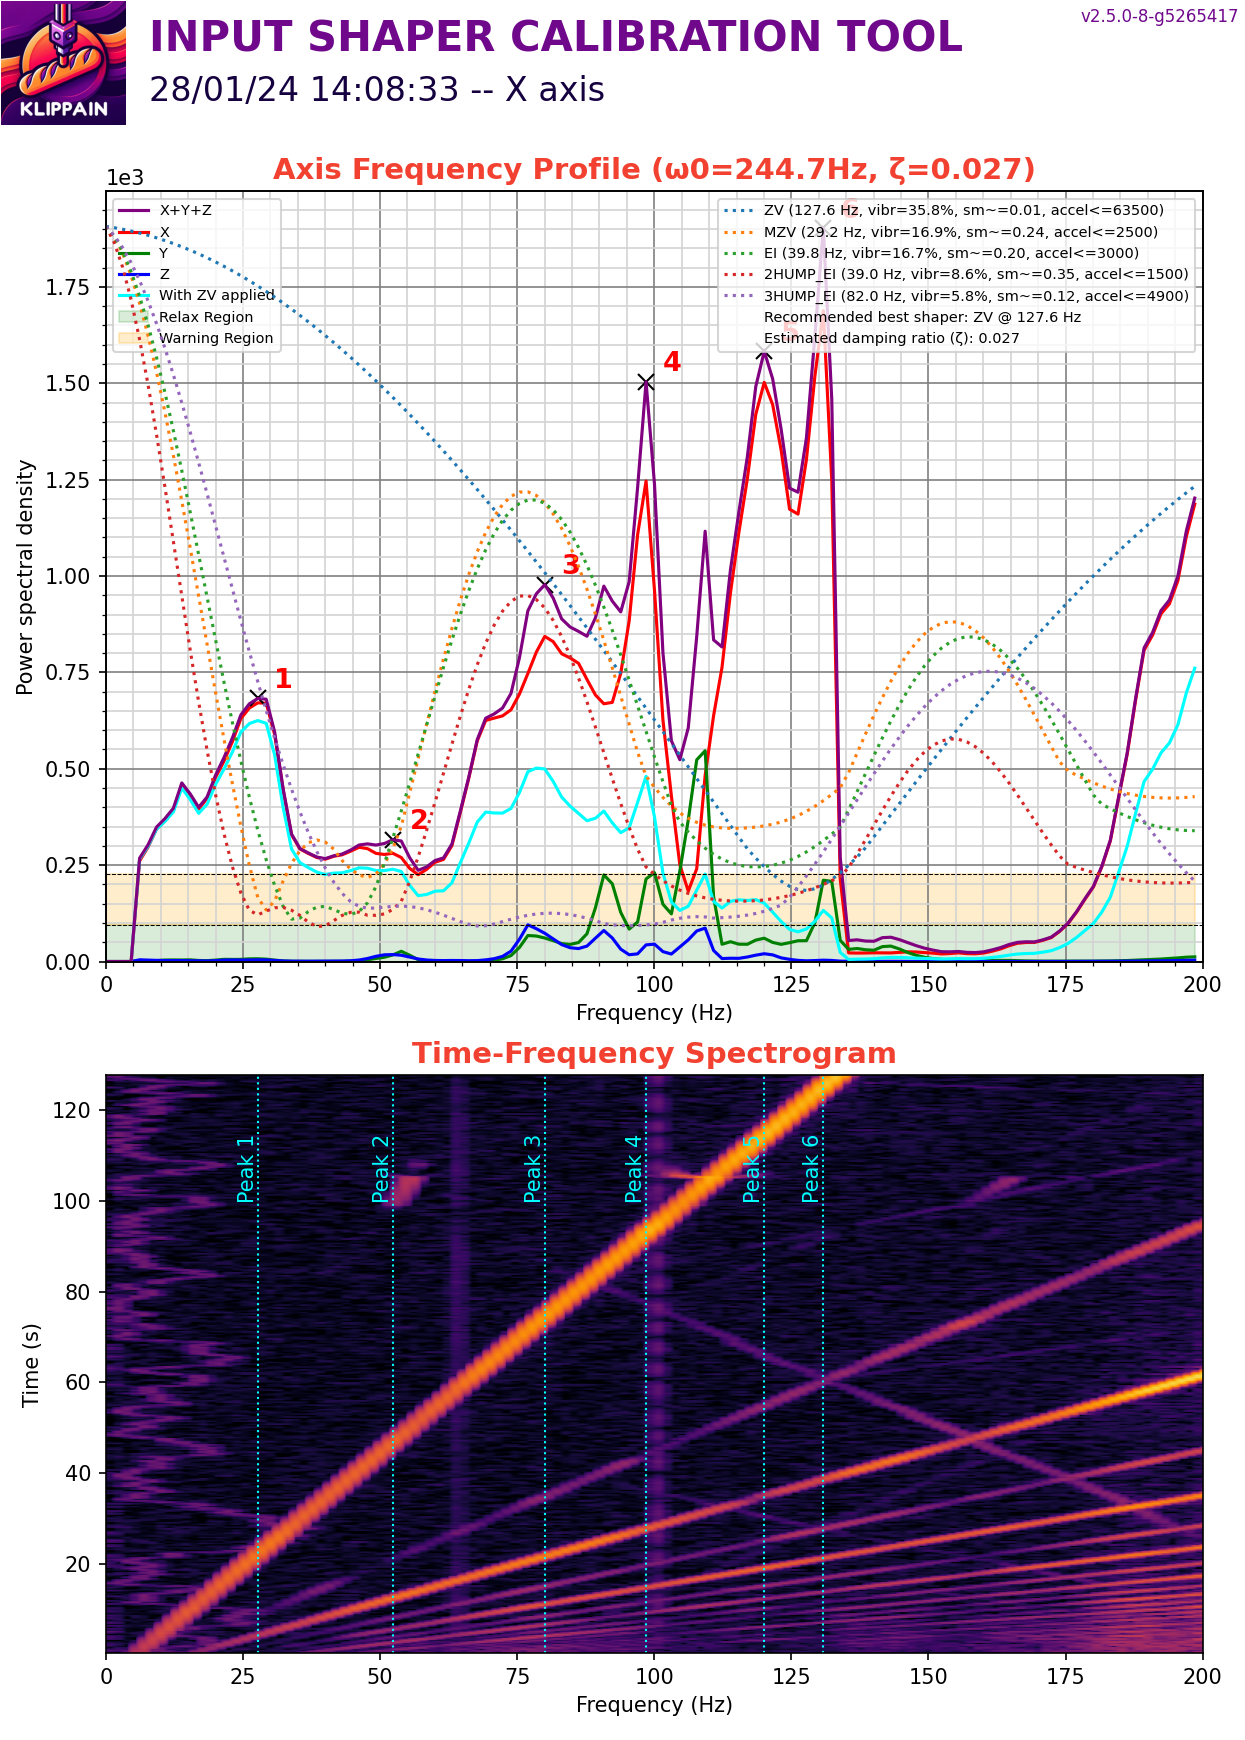 KLIPPAIN
INPUT SHAPER CALIBRATION TOOL
v2.5.0-8-g5265417
28/01/24 14:08:33 -- X axis
Axis Frequency Profile (ω0=244.7Hz, ζ=0.027)
1e3
X+Y+Z
X
Y
Z
With ZV applied
Relax Region
Warning Region
ZV (127.6 Hz, vibr=35.8%, sm~=0.01, accel<=63500)
MZV (29.2 Hz, vibr=16.9%, sm~=0.24, accel<=2500)
EI (39.8 Hz, vibr=16.7%, sm~=0.20, accel<=3000)
2HUMP_EI (39.0 Hz, vibr=8.6%, sm~=0.35, accel<=1500)
3HUMP_EI (82.0 Hz, vibr=5.8%, sm~=0.12, accel<=4900)
Recommended best shaper: ZV @ 127.6 Hz
Estimated damping ratio (ζ): 0.027
6
5
4
3
1
2
Power spectral density
1.75
1.50
1.25
1.00
0.75
0.50
0.25
0.00
0 25 50 75 100 125 150 175 200
Frequency (Hz)
Time-Frequency Spectrogram
Time (s)
120
100
80
60
40
20
Peak 1
Peak 2
Peak 3
Peak 4
Peak 5
Peak 6
0 25 50 75 100 125 150 175 200
Frequency (Hz)